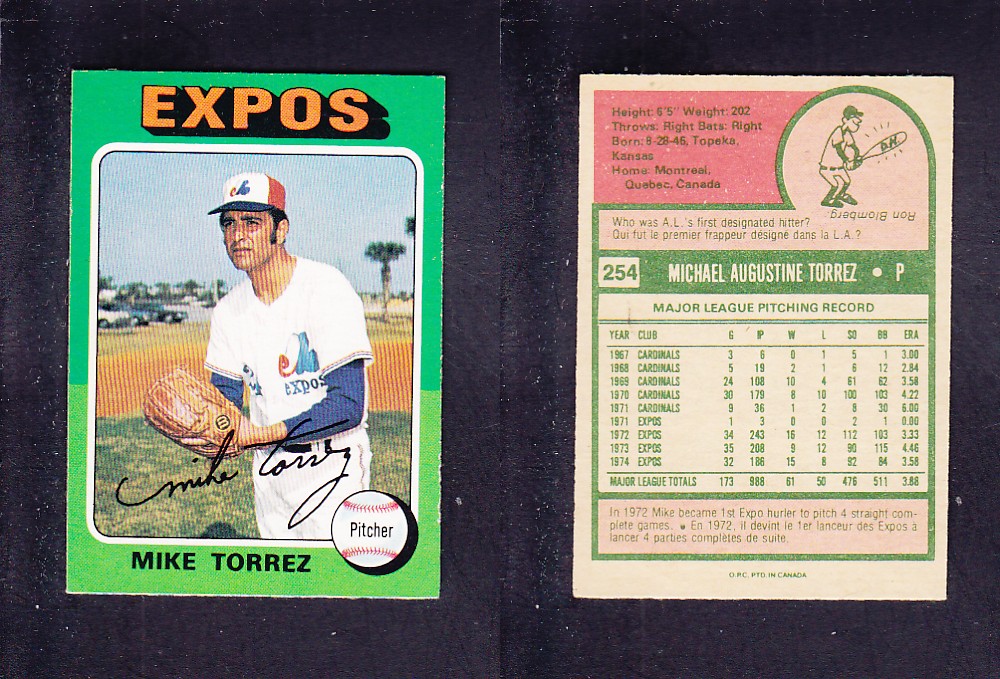 EXPOS
expos
mike torrez
Pitcher
MIKE TORREZ
Height: 6'5" Weight: 202
Throws: Right Bats: Right
Born: 8-28-46, Topeka,
Kansas
Home: Montreal,
Quebec, Canada
D.H.
Ron Blomberg
Who was A.L.'s first designated hitter?
Qui fut le premier frappeur désigné dans la L.A.?
254 MICHAEL AUGUSTINE TORREZ • P
MAJOR LEAGUE PITCHING RECORD
YEAR CLUB G IP W L SO BB ERA
1967 CARDINALS 3 6 0 1 5 1 3.00
1968 CARDINALS 5 19 2 1 6 12 2.84
1969 CARDINALS 24 108 10 4 61 62 3.58
1970 CARDINALS 30 179 8 10 100 103 4.22
1971 CARDINALS 9 36 1 2 8 30 6.00
1971 EXPOS 1 3 0 0 2 1 0.00
1972 EXPOS 34 243 16 12 112 103 3.33
1973 EXPOS 35 208 9 12 90 115 4.46
1974 EXPOS 32 186 15 8 92 84 3.58
MAJOR LEAGUE TOTALS 173 988 61 50 476 511 3.88
In 1972 Mike became 1st Expo hurler to pitch 4 straight com-
plete games. • En 1972, il devint le 1er lanceur des Expos à
lancer 4 parties complètes de suite.
O.P.C. PTD. IN CANADA